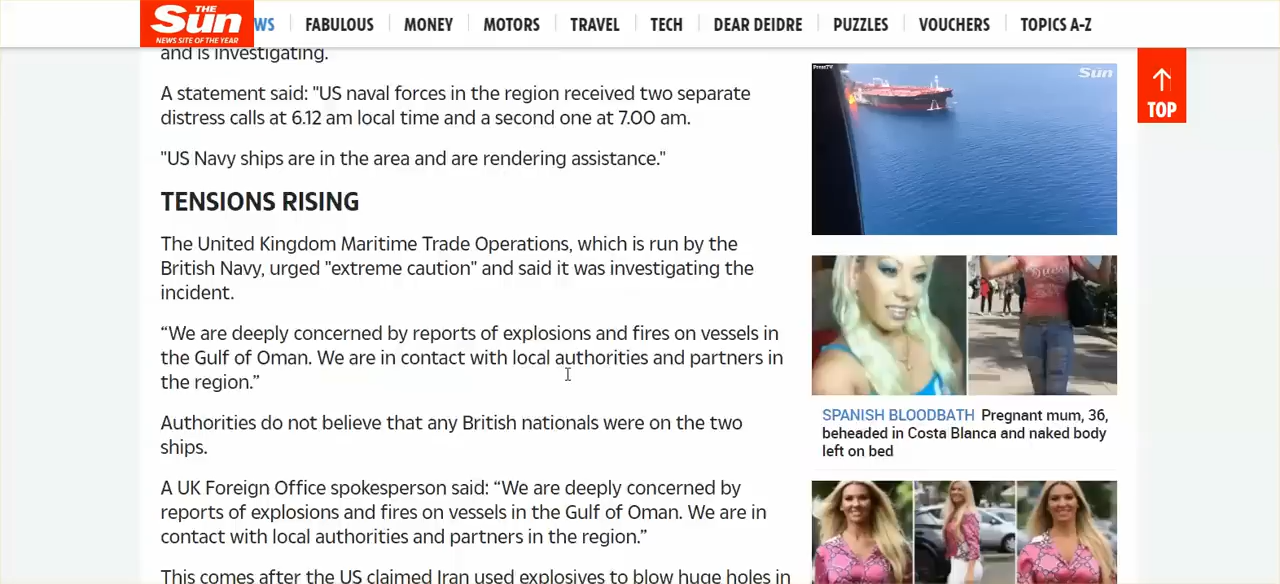 THE
Sun
NEWS SITE OF THE YEAR
WS
FABULOUS
MONEY
MOTORS
TRAVEL
TECH
DEAR DEIDRE
PUZZLES
VOUCHERS
TOPICS A-Z
and is investigating.
A statement said: "US naval forces in the region received two separate
distress calls at 6.12 am local time and a second one at 7.00 am.
"US Navy ships are in the area and are rendering assistance."
TENSIONS RISING
The United Kingdom Maritime Trade Operations, which is run by the
British Navy, urged "extreme caution" and said it was investigating the
incident.
“We are deeply concerned by reports of explosions and fires on vessels in
the Gulf of Oman. We are in contact with local authorities and partners in
the region.”
Authorities do not believe that any British nationals were on the two
ships.
A UK Foreign Office spokesperson said: “We are deeply concerned by
reports of explosions and fires on vessels in the Gulf of Oman. We are in
contact with local authorities and partners in the region.”
This comes after the US claimed Iran used explosives to blow huge holes in
PressTV
Sun
SPANISH BLOODBATH Pregnant mum, 36,
beheaded in Costa Blanca and naked body
left on bed
TOP